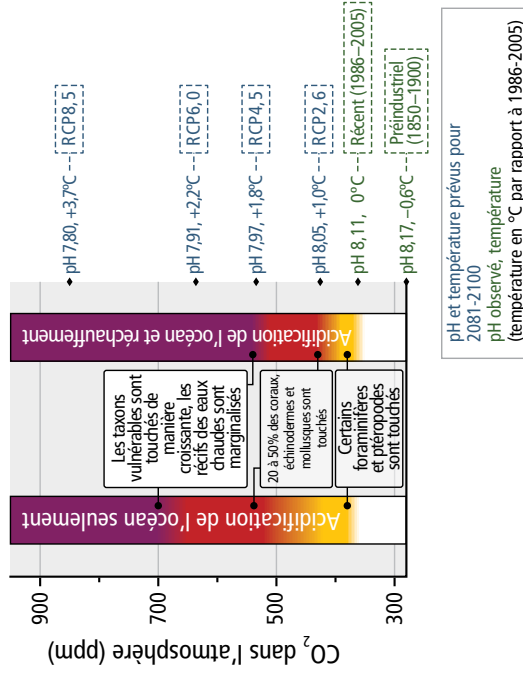 CO2 dans l'atmosphère (ppm)
900
700
500
300
Acidification de l'océan seulement
Acidification de l'océan et réchauffement
Les taxons
vulnérables sont
touchés de
manière
croissante, les
récifs des eaux
chaudes sont
marginalisés
20 à 50% des coraux,
échinodermes et
mollusques sont
touchés
Certains
foraminifères
et ptéropodes
sont touchés
pH 7,80, +3,7°C
RCP8,5
pH 7,91, +2,2°C
RCP6,0
pH 7,97, +1,8°C
RCP4,5
pH 8,05, +1,0°C
RCP2,6
pH 8,11, 0°C
Récent (1986–2005)
pH 8,17, –0,6°C
Préindustriel
(1850–1900)
pH et température prévus pour
2081-2100
pH observé, température
(température en °C par rapport à 1986-2005)